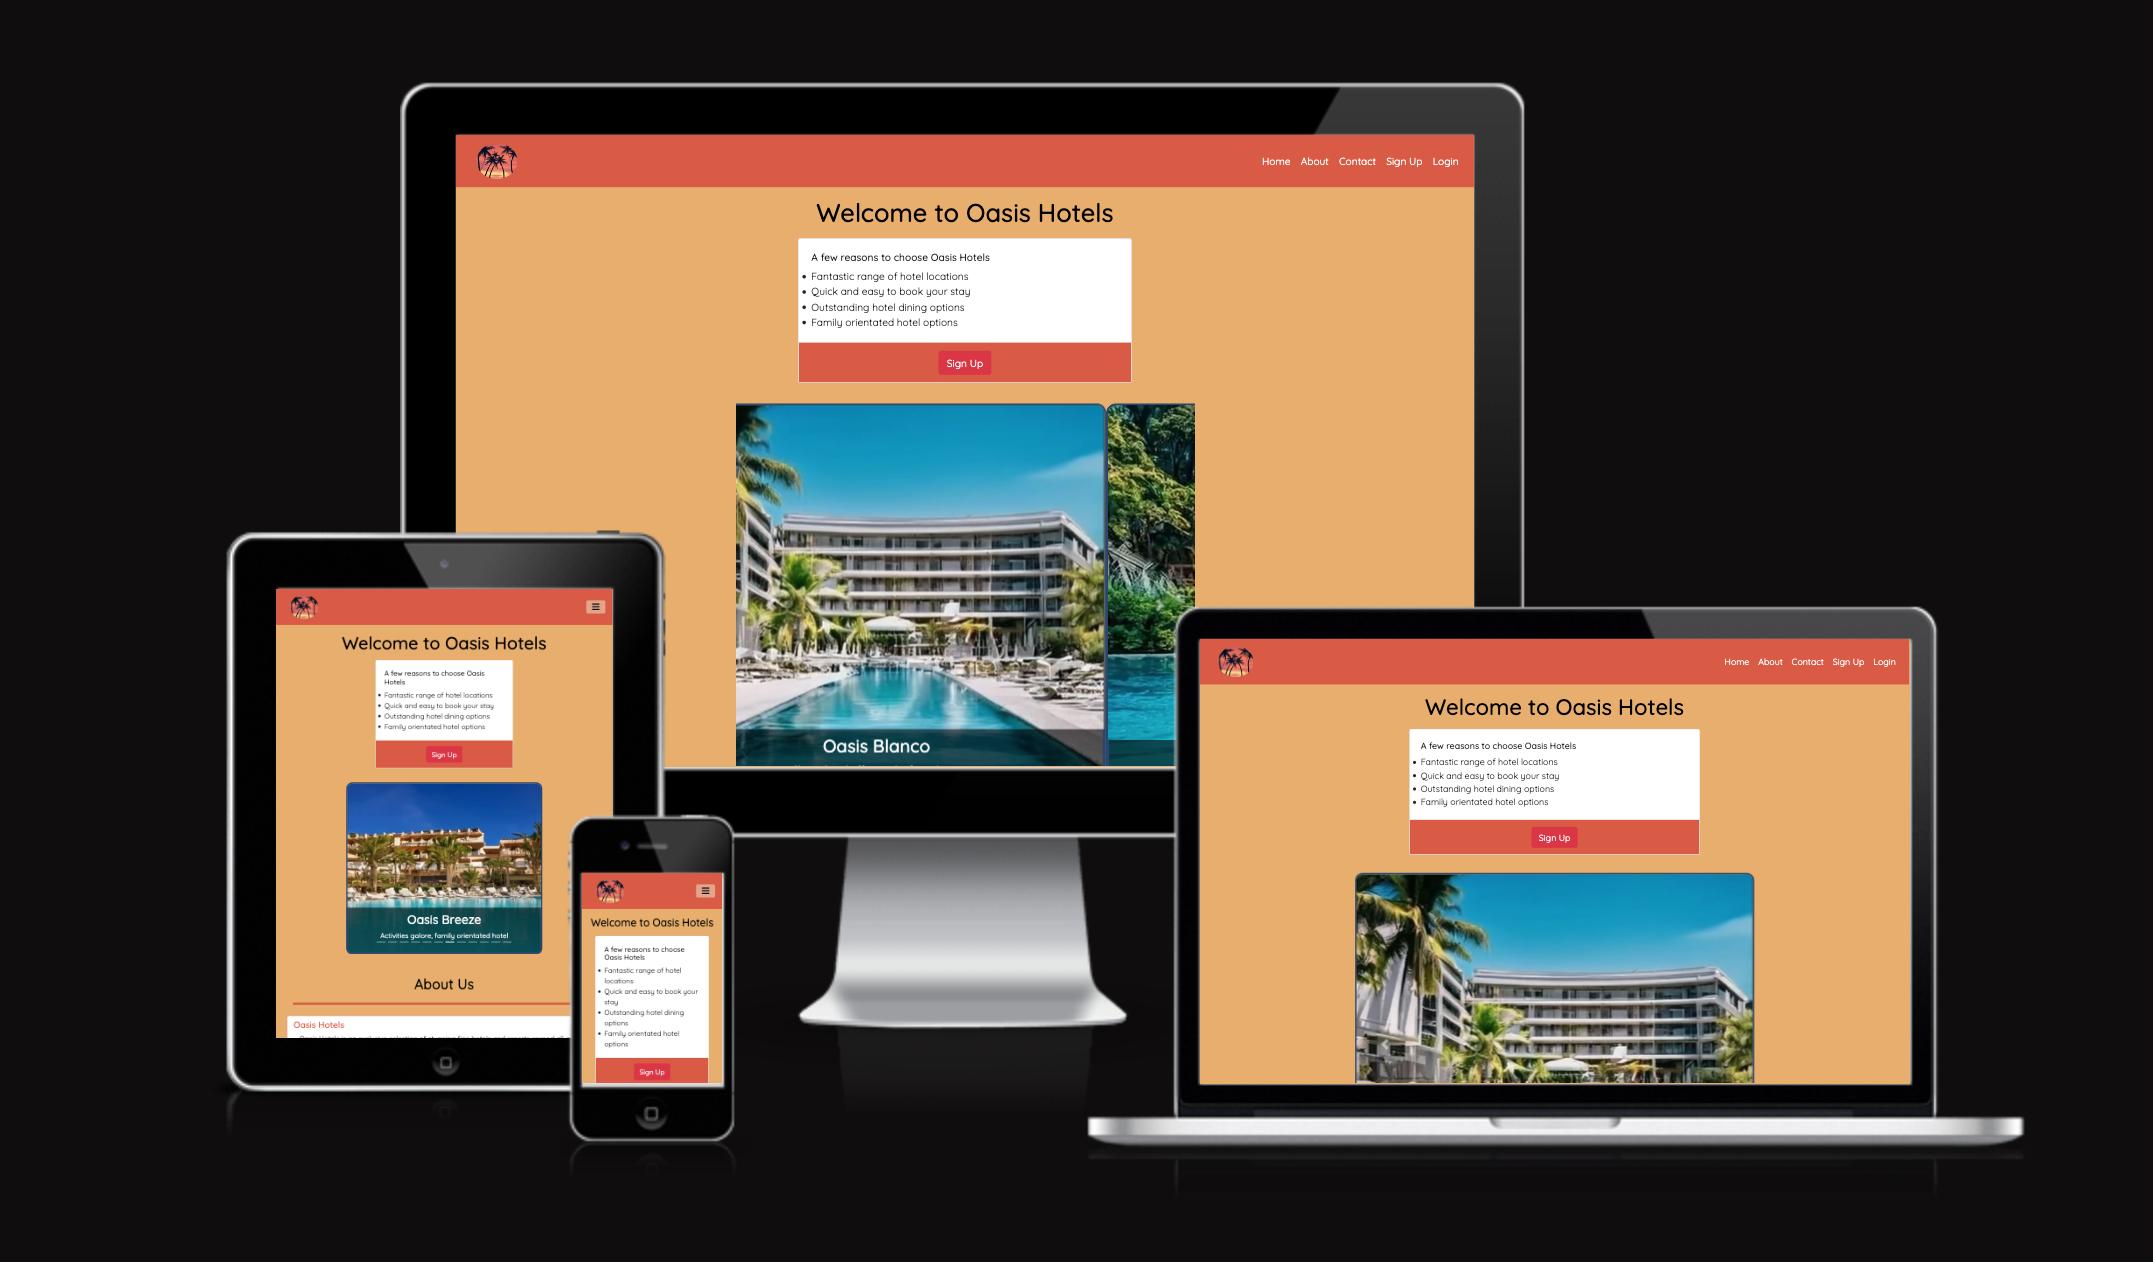 Home About Contact Sign Up Login
Welcome to Oasis Hotels
A few reasons to choose Oasis Hotels
Fantastic range of hotel locations
Quick and easy to book your stay
Outstanding hotel dining options
Family orientated hotel options
Sign Up
Oasis Blanco
Welcome to Oasis Hotels
A few reasons to choose Oasis
Hotels
Fantastic range of hotel locations
Quick and easy to book your stay
Outstanding hotel dining options
Family orientated hotel options
Sign Up
Oasis Breeze
Activities galore, family orientated hotel
About Us
Oasis Hotels
Welcome to Oasis Hotels
A few reasons to choose
Oasis Hotels
Fantastic range of hotel
locations
Quick and easy to book your
stay
Outstanding hotel dining
options
Family orientated hotel
options
Sign Up
Home About Contact Sign Up Login
Welcome to Oasis Hotels
A few reasons to choose Oasis Hotels
Fantastic range of hotel locations
Quick and easy to book your stay
Outstanding hotel dining options
Family orientated hotel options
Sign Up